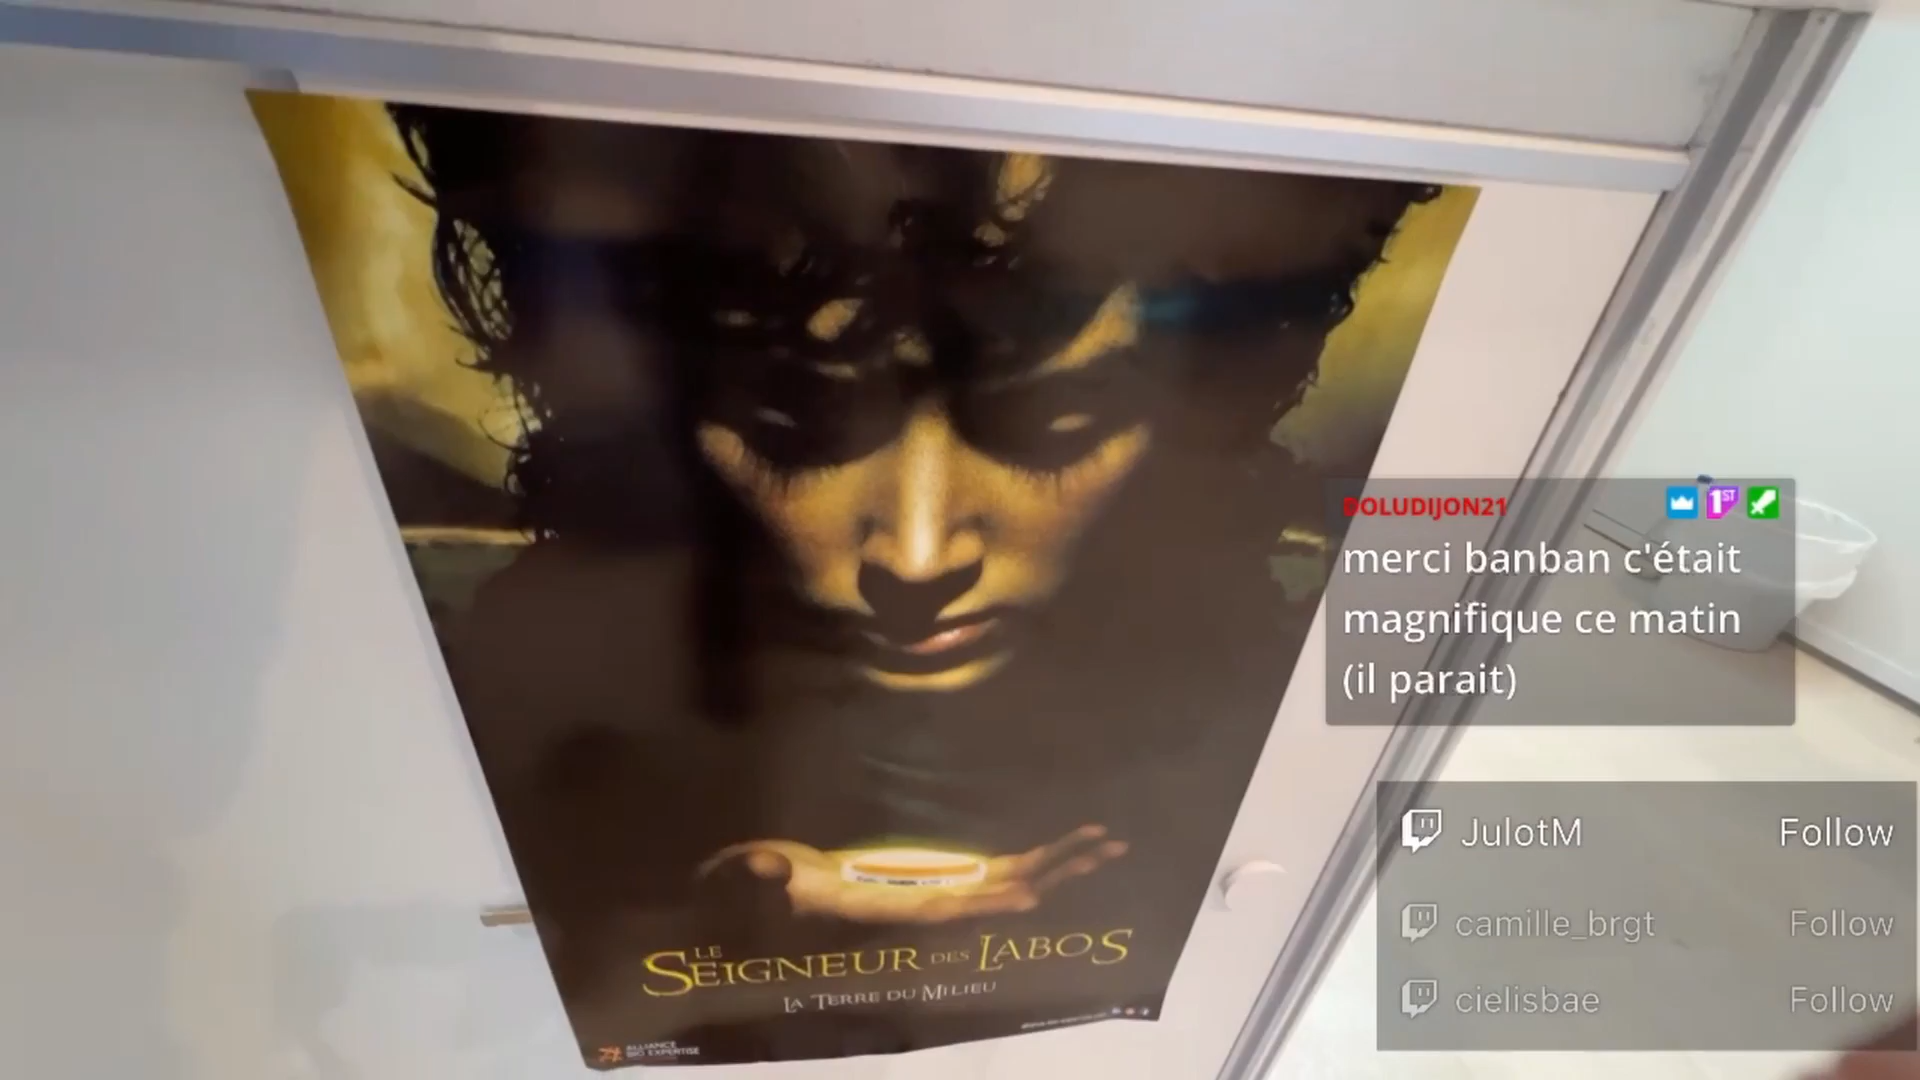 LE
SEIGNEUR DES LABOS
LA TERRE DU MILIEU
ALLIANCE
BIO EXPERTISE
DOLUDIJON21
1ST
merci banban c'était
magnifique ce matin
(il parait)
JulotM Follow
camille_brgt Follow
cielisbae Follow